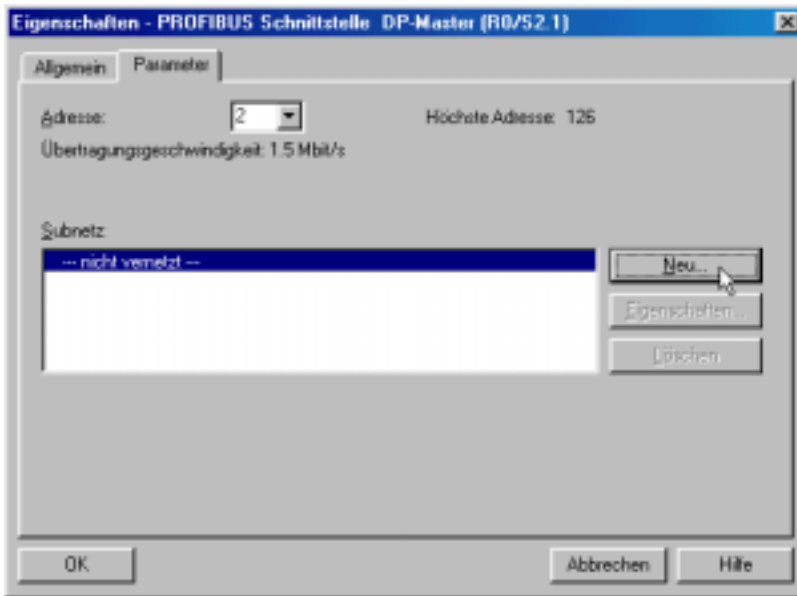 Eigenschaften - PROFIBUS Schnittstelle DP-Master (R0/S2.1)
Allgemein Parameter
Adresse: 2 Höchste Adresse: 126
Übertragungsgeschwindigkeit: 1.5 Mbit/s
Subnetz:
--- nicht vernetzt ---
Neu...
Eigenschaften...
Löschen
OK Abbrechen Hilfe